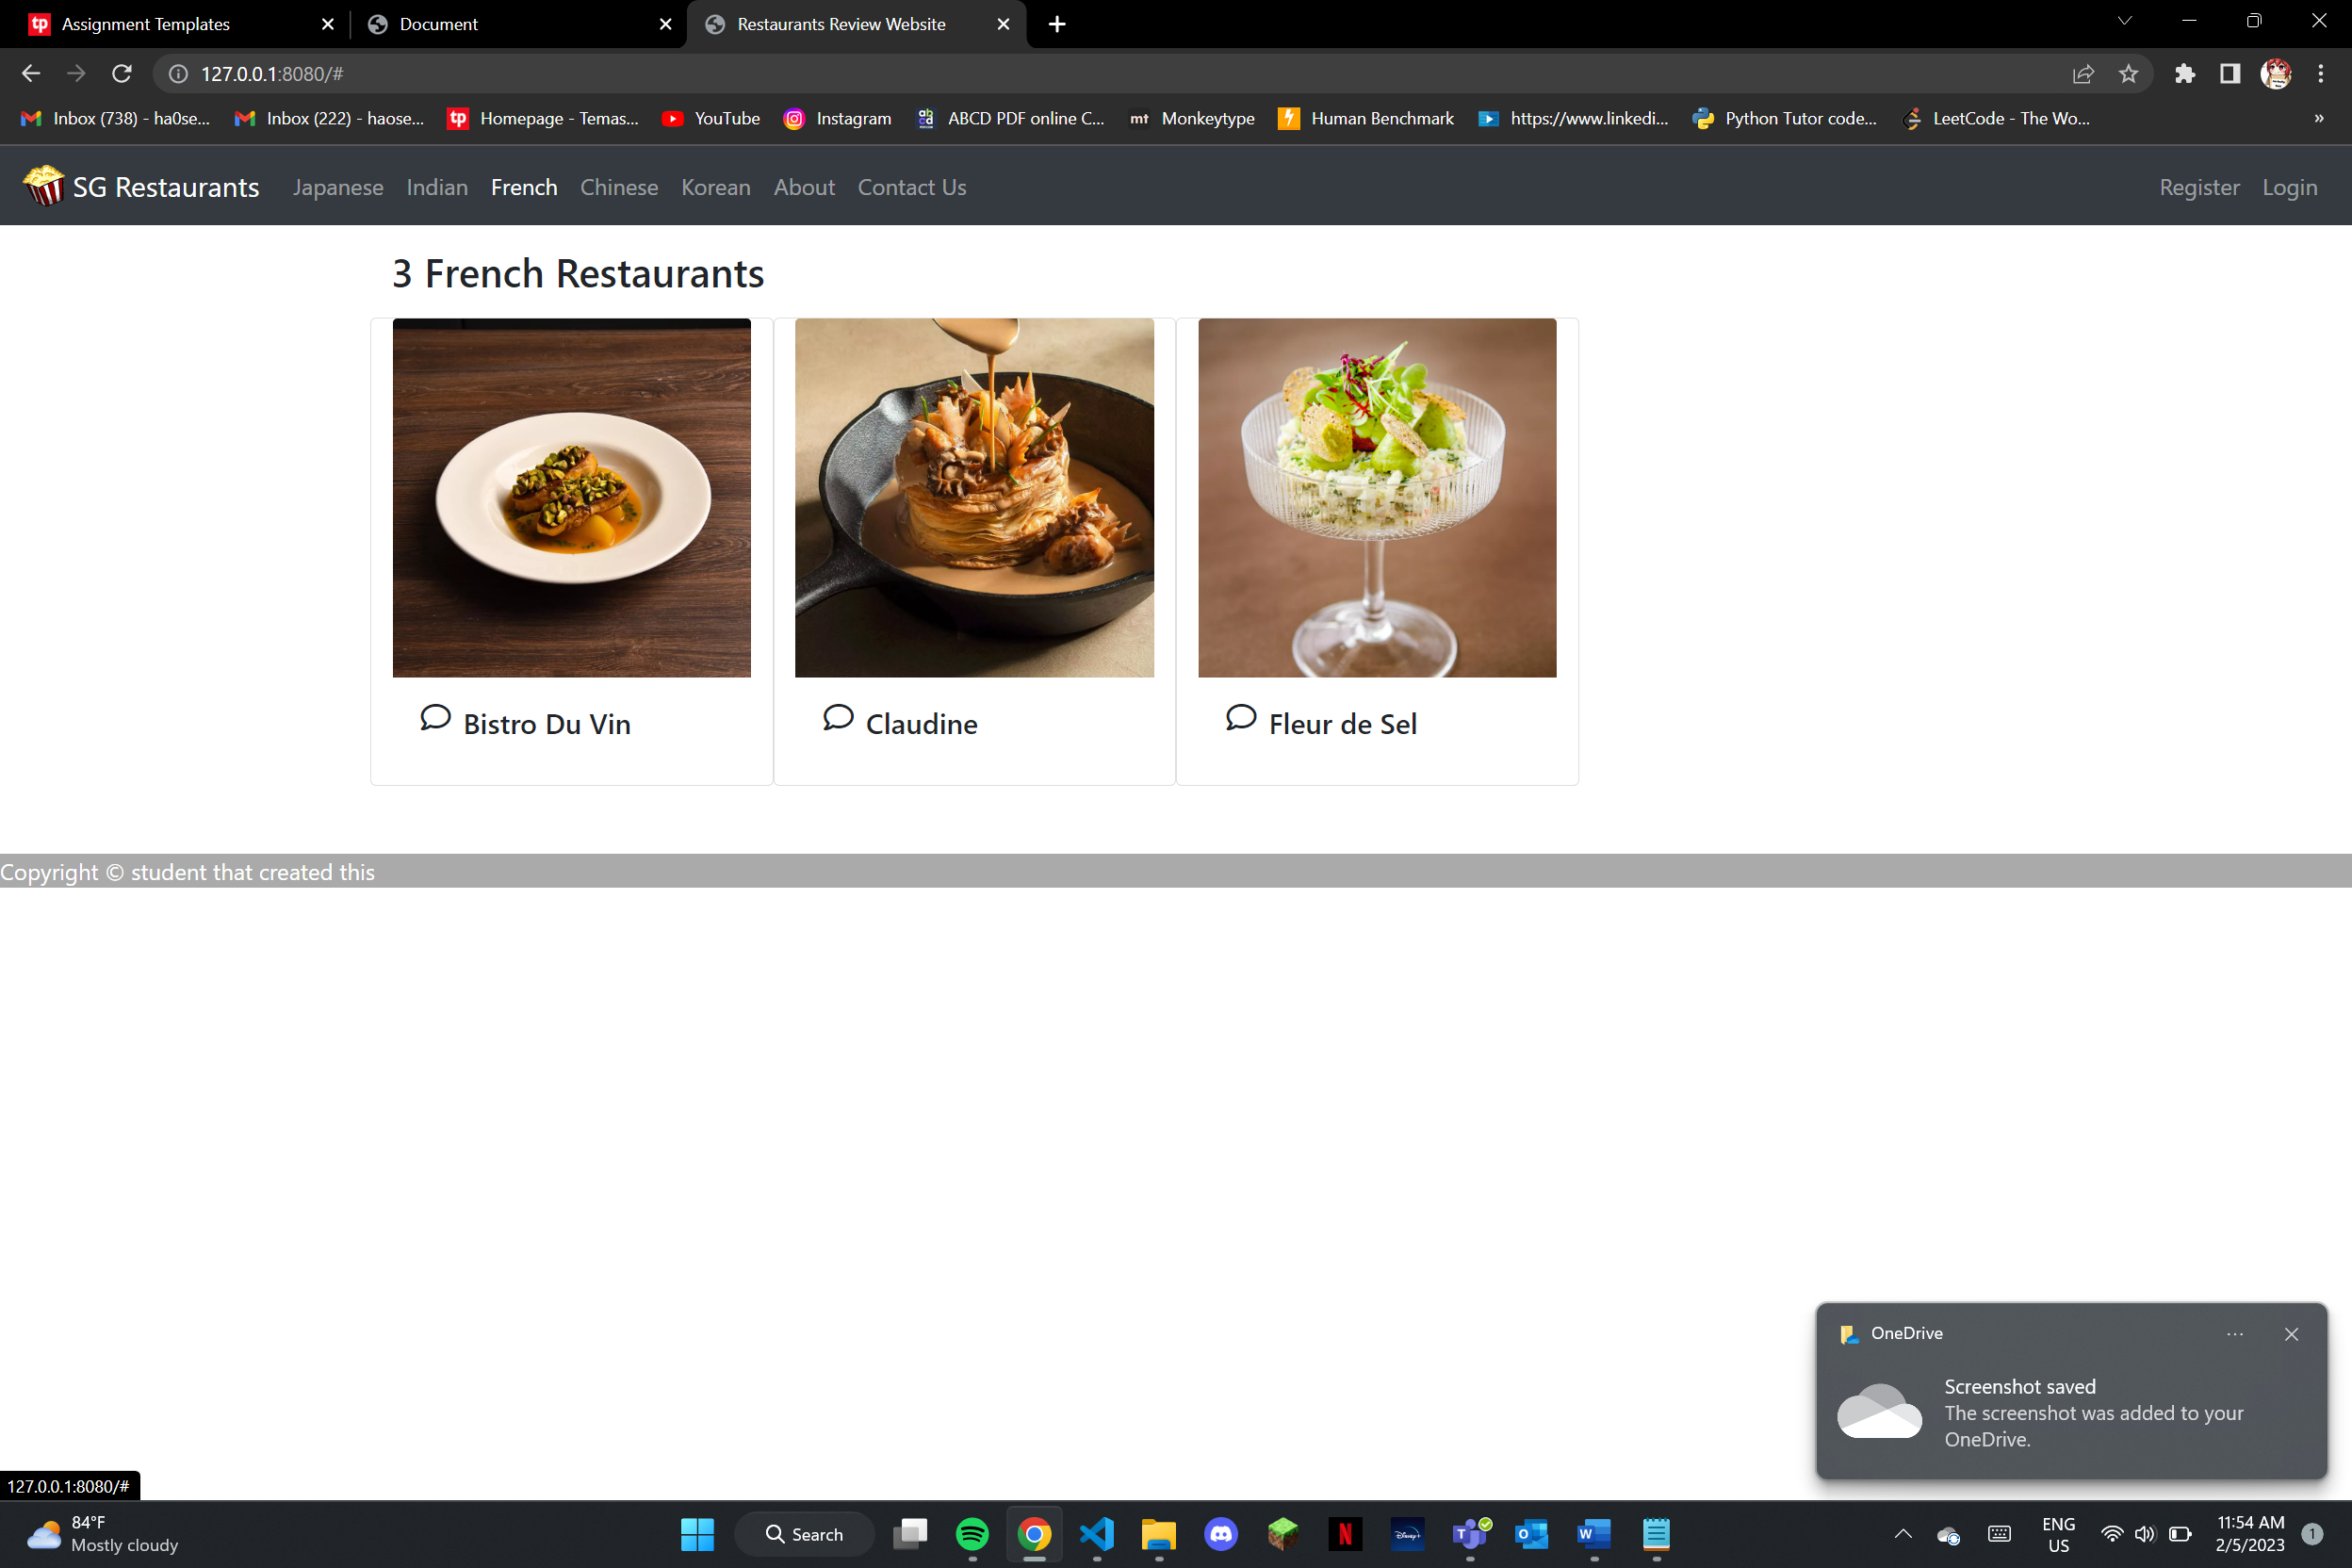 tp Assignment Templates
Document
Restaurants Review Website
127.0.0.1:8080/#
Inbox (738) - ha0se...
Inbox (222) - haose...
tp Homepage - Temas...
YouTube
Instagram
ABCD PDF online C...
mt Monkeytype
Human Benchmark
https://www.linkedi...
Python Tutor code...
LeetCode - The Wo...
»
SG Restaurants
Japanese
Indian
French
Chinese
Korean
About
Contact Us
Register
Login
3 French Restaurants
Bistro Du Vin
Claudine
Fleur de Sel
Copyright © student that created this
OneDrive
Screenshot saved
The screenshot was added to your
OneDrive.
127.0.0.1:8080/#
84°F
Mostly cloudy
Search
N
Disney+
T
O
W
ENG
US
11:54 AM
2/5/2023
1